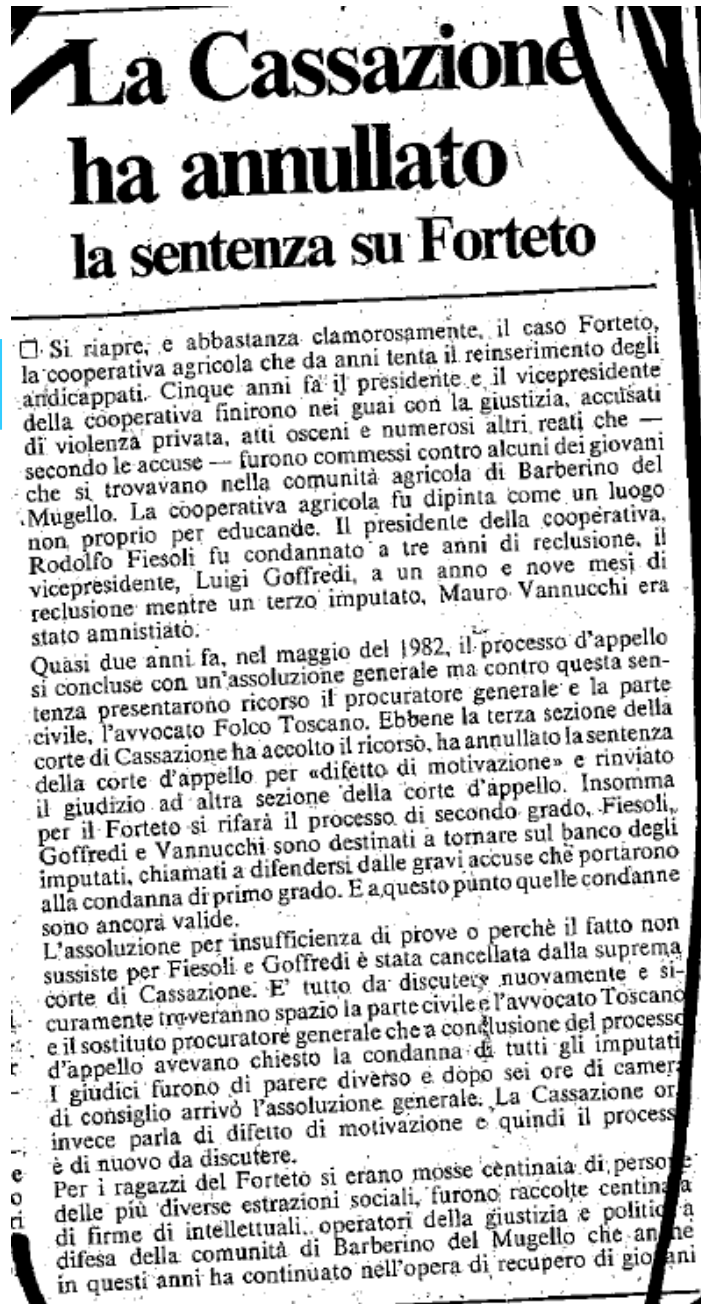 La Cassazione
ha annullato
la sentenza su Forteto
□ Si riapre, e abbastanza clamorosamente, il caso Forteto,
la cooperativa agricola che da anni tenta il reinserimento degli
andicappati. Cinque anni fa il presidente e il vicepresidente
della cooperativa finirono nei guai con la giustizia, accusati
di violenza privata, atti osceni e numerosi altri reati che —
secondo le accuse — furono commessi contro alcuni dei giovani
che si trovavano nella comunità agricola di Barberino del
Mugello. La cooperativa agricola fu dipinta come un luogo
non proprio per educande. Il presidente della cooperativa,
Rodolfo Fiesoli fu condannato a tre anni di reclusione, il
vicepresidente, Luigi Goffredi, a un anno e nove mesi di
reclusione mentre un terzo imputato, Mauro Vannucchi era
stato amnistiato.
Quasi due anni fa, nel maggio del 1982, il processo d'appello
si concluse con un'assoluzione generale ma contro questa sen-
tenza presentarono ricorso il procuratore generale e la parte
civile, l'avvocato Folco Toscano. Ebbene la terza sezione della
corte di Cassazione ha accolto il ricorso, ha annullato la sentenza
della corte d'appello per «difetto di motivazione» e rinviato
il giudizio ad altra sezione della corte d'appello. Insomma
per il Forteto si rifarà il processo di secondo grado, Fiesoli,
Goffredi e Vannucchi sono destinati a tornare sul banco degli
imputati, chiamati a difendersi dalle gravi accuse che portarono
alla condanna di primo grado. E a questo punto quelle condanne
sono ancora valide.
L'assoluzione per insufficienza di prove o perchè il fatto non
sussiste per Fiesoli e Goffredi è stata cancellata dalla suprema
corte di Cassazione. E' tutto da discutere nuovamente e si-
curamente troveranno spazio la parte civile e l'avvocato Toscano
e il sostituto procuratore generale che a conclusione del processo
d'appello avevano chiesto la condanna di tutti gli imputati
I giudici furono di parere diverso e dopo sei ore di camera
di consiglio arrivò l'assoluzione generale. La Cassazione or
invece parla di difetto di motivazione e quindi il process
è di nuovo da discutere.
Per i ragazzi del Forteto si erano mosse centinaia di persone
delle più diverse estrazioni sociali, furono raccolte centinaia
di firme di intellettuali, operatori della giustizia e politici a
difesa della comunità di Barberino del Mugello che anche
in questi anni ha continuato nell'opera di recupero di giovani